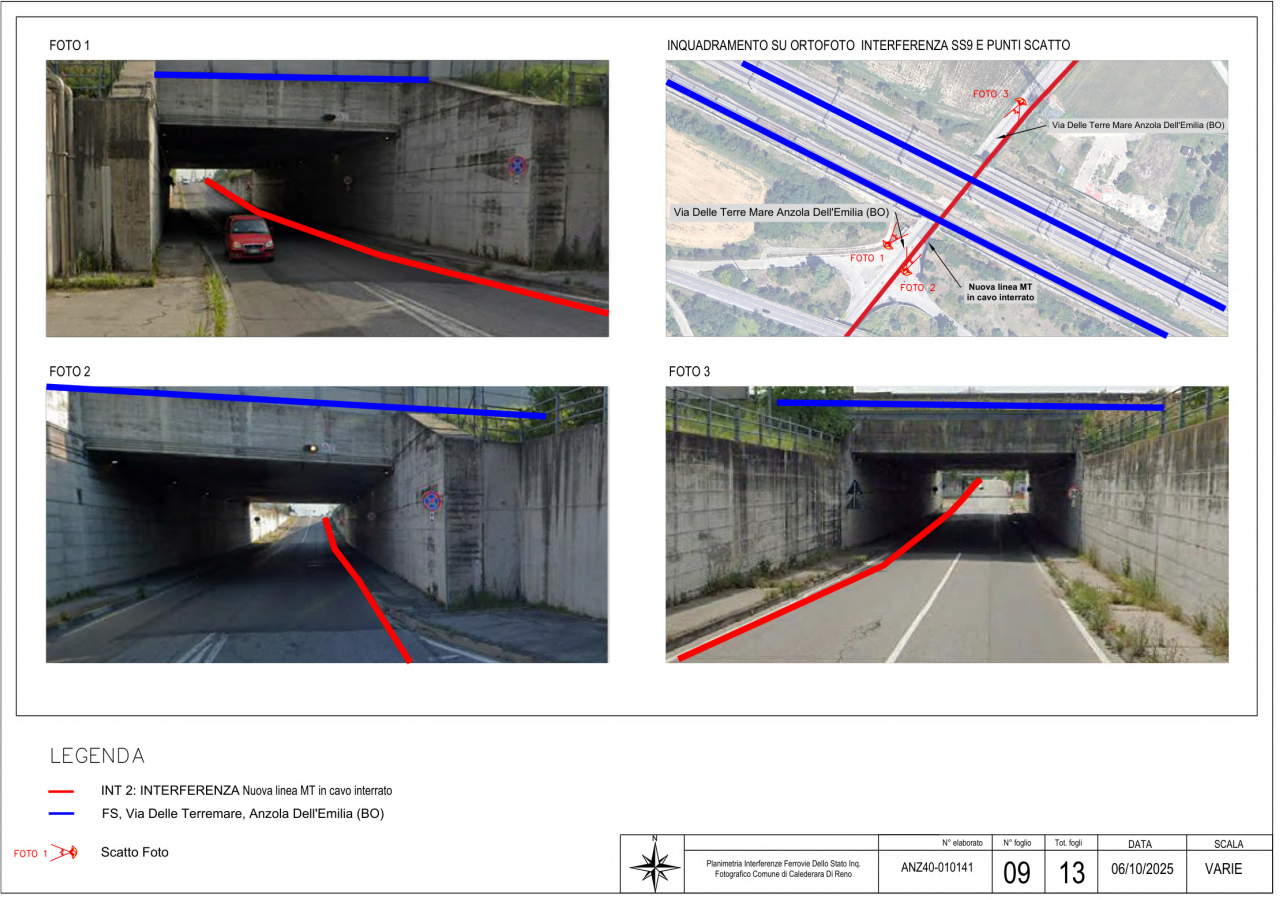 FOTO 1
INQUADRAMENTO SU ORTOFOTO INTERFERENZA SS9 E PUNTI SCATTO
FOTO 3
Via Delle Terre Mare Anzola Dell'Emilia (BO)
Via Delle Terre Mare Anzola Dell'Emilia (BO)
FOTO 1
FOTO 2
Nuova linea MT
in cavo interrato
FOTO 2
FOTO 3
LEGENDA
INT 2: INTERFERENZA Nuova linea MT in cavo interrato
FS, Via Delle Terremare, Anzola Dell'Emilia (BO)
FOTO 1
Scatto Foto
N
Planimetria Interferenze Ferrovie Dello Stato Inq.
Fotografico Comune di Calederara Di Reno
N° elaborato
ANZ40-010141
N° foglio
09
Tot. fogli
13
DATA
06/10/2025
SCALA
VARIE